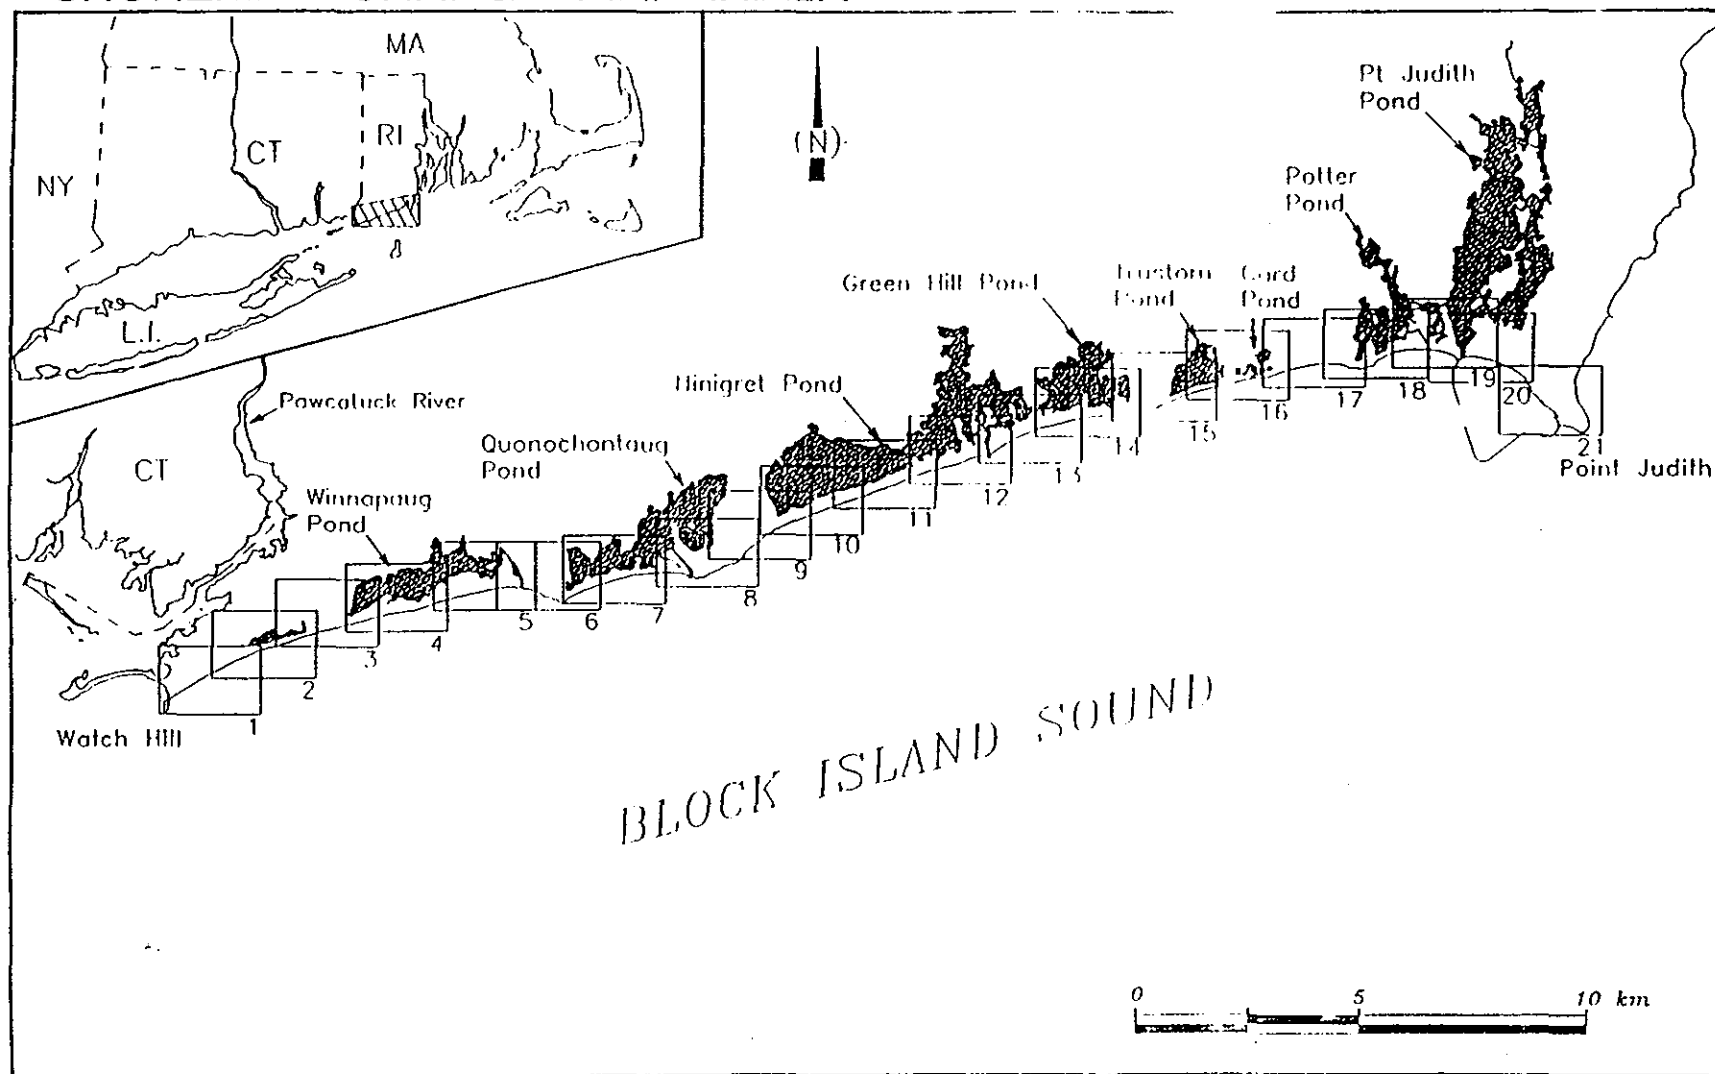 MA
RI
CT
NY
L.I.
(N)
Pt Judith
Pond
Potter
Pond
Green Hill Pond
Trustom
Pond
Card
Pond
Ninigret Pond
Pawcatuck River
Quonochontaug
Pond
CT
Winnapaug
Pond
Watch Hill
1
2
3
4
5
6
7
8
9
10
11
12
13
14
15
16
17
18
19
20
21
Point Judith
BLOCK ISLAND SOUND
0 5 10 km